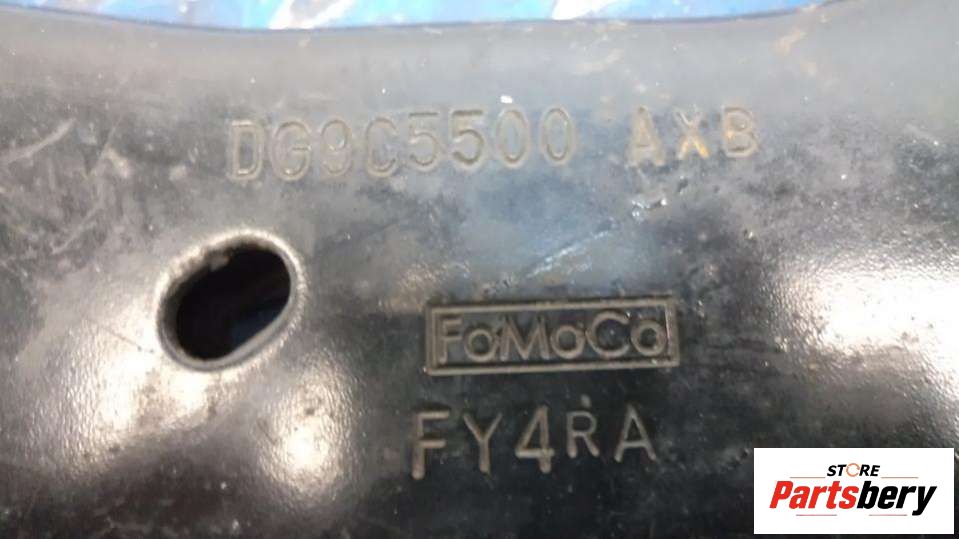 DG9C5500 AXB
FoMoCo
FY4RA
STORE
Partsbery